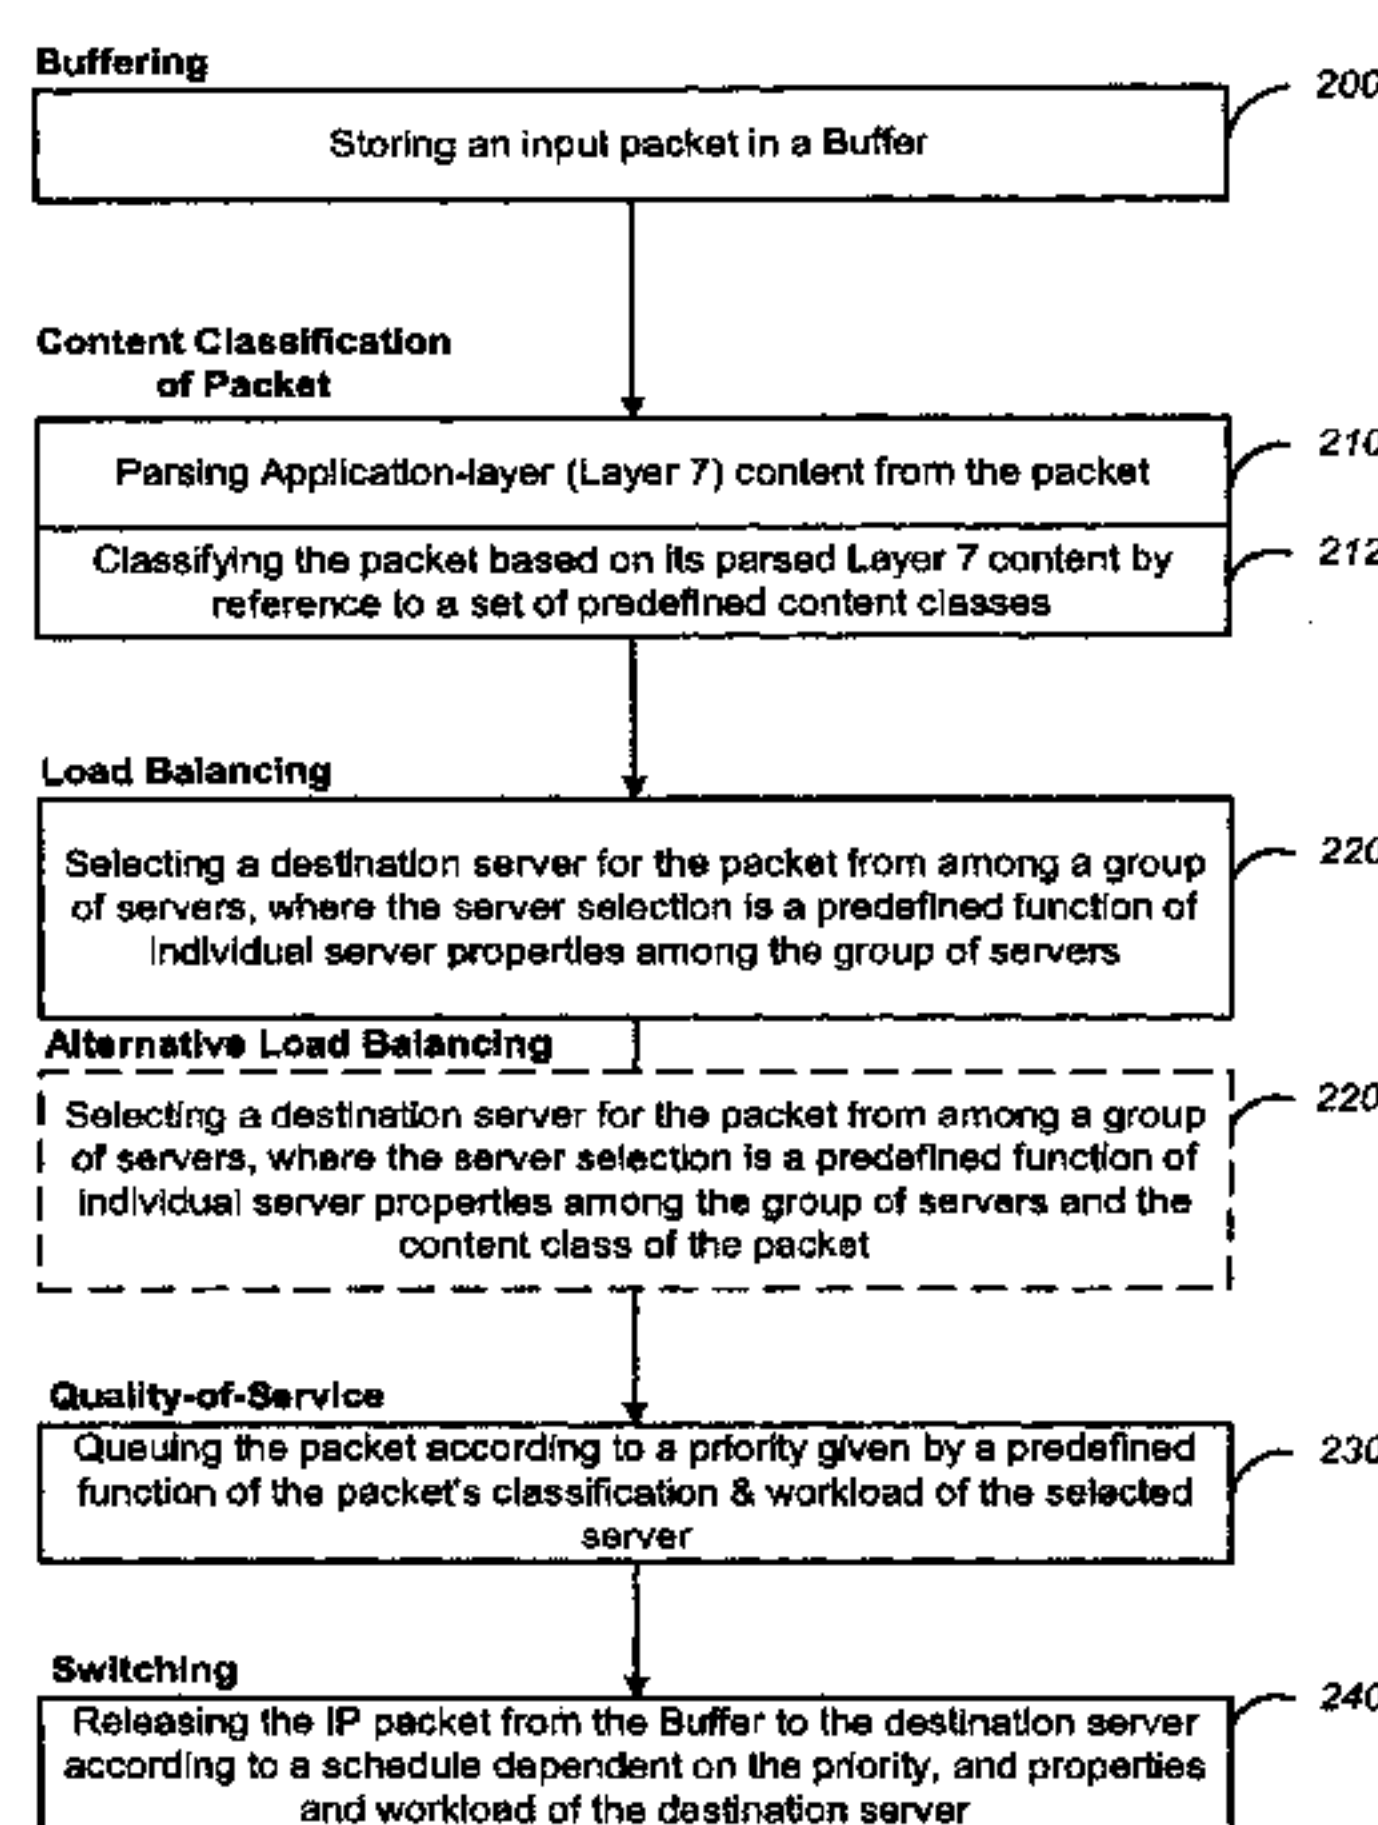 Buffering
200
Storing an input packet in a Buffer
Content Classification
of Packet
210
Parsing Application-layer (Layer 7) content from the packet
212
Classifying the packet based on its parsed Layer 7 content by
reference to a set of predefined content classes
Load Balancing
220
Selecting a destination server for the packet from among a group
of servers, where the server selection is a predefined function of
individual server properties among the group of servers
Alternative Load Balancing
220
Selecting a destination server for the packet from among a group
of servers, where the server selection is a predefined function of
individual server properties among the group of servers and the
content class of the packet
Quality-of-Service
230
Queuing the packet according to a priority given by a predefined
function of the packet's classification & workload of the selected
server
Switching
240
Releasing the IP packet from the Buffer to the destination server
according to a schedule dependent on the priority, and properties
and workload of the destination server